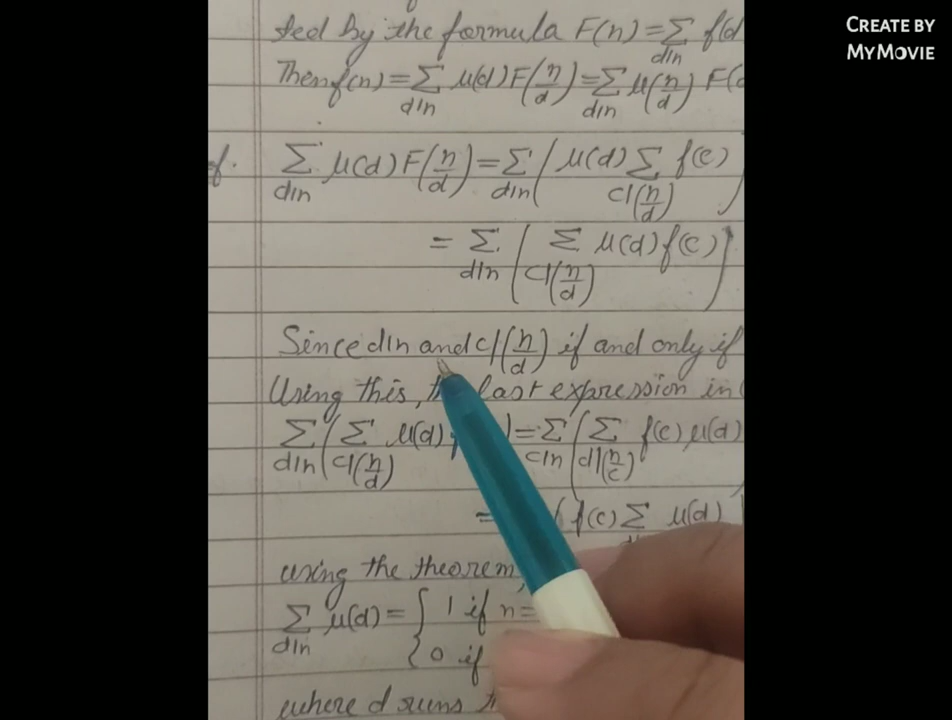 CREATE BY
MYMOVIE
ted by the formula F(n)=∑ f(d
d|n
Then f(n)=∑ μ(d)F(n/d)=∑ μ(n/d) F(
d|n d|n
f. ∑ μ(d)F(n/d)=∑ (μ(d)∑ f(c)
d|n d|n c|(n/d)
=∑ (∑ μ(d)f(c))
d|n c|(n/d)
Since d|n and c|(n/d) if and only if
Using this, last expression in
∑(∑ μ(d) )=∑(∑ f(c)μ(d)
d|n c|(n/d) c|n d|(n/c)
= (f(c)∑ μ(d)
using the theorem,
∑ μ(d)={1 if n=
d|n {0 if
where d runs